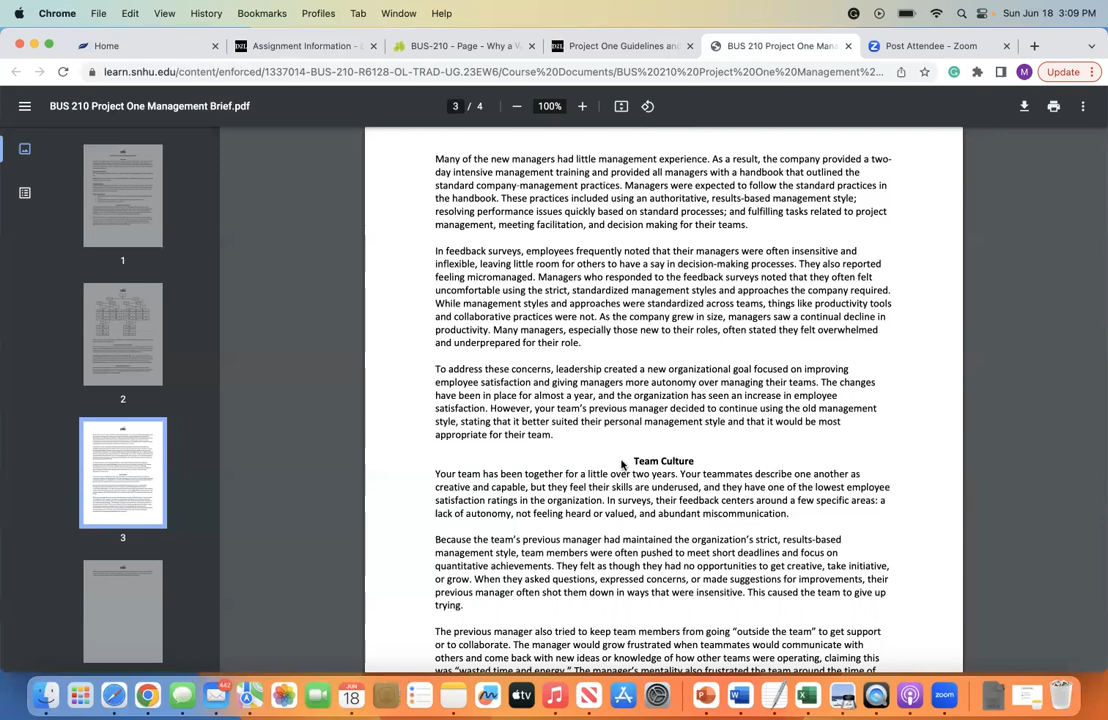 Chrome File Edit View History Bookmarks Profiles Tab Window Help Sun Jun 18 3:09 PM
Home Assignment Information - BUS-210 - Page - Why a Project One Guidelines and BUS 210 Project One Man Post Attendee - Zoom
learn.snhu.edu/content/enforced/1337014-BUS-210-R6128-OL-TRAD-UG.23EW6/Course%20Documents/BUS%20210%20Project%20One%20Management%2... M Update
BUS 210 Project One Management Brief.pdf 3 / 4 100%
1
2
3
Many of the new managers had little management experience. As a result, the company provided a two-
day intensive management training and provided all managers with a handbook that outlined the
standard company-management practices. Managers were expected to follow the standard practices in
the handbook. These practices included using an authoritative, results-based management style;
resolving performance issues quickly based on standard processes; and fulfilling tasks related to project
management, meeting facilitation, and decision making for their teams.
In feedback surveys, employees frequently noted that their managers were often insensitive and
inflexible, leaving little room for others to have a say in decision-making processes. They also reported
feeling micromanaged. Managers who responded to the feedback surveys noted that they often felt
uncomfortable using the strict, standardized management styles and approaches the company required.
While management styles and approaches were standardized across teams, things like productivity tools
and collaborative practices were not. As the company grew in size, managers saw a continual decline in
productivity. Many managers, especially those new to their roles, often stated they felt overwhelmed
and underprepared for their role.
To address these concerns, leadership created a new organizational goal focused on improving
employee satisfaction and giving managers more autonomy over managing their teams. The changes
have been in place for almost a year, and the organization has seen an increase in employee
satisfaction. However, your team's previous manager decided to continue using the old management
style, stating that it better suited their personal management style and that it would be most
appropriate for their team.
Team Culture
Your team has been together for a little over two years. Your teammates describe one another as
creative and capable, but they feel their skills are underused, and they have one of the lowest employee
satisfaction ratings in the organization. In surveys, their feedback centers around a few specific areas: a
lack of autonomy, not feeling heard or valued, and abundant miscommunication.
Because the team's previous manager had maintained the organization's strict, results-based
management style, team members were often pushed to meet short deadlines and focus on
quantitative achievements. They felt as though they had no opportunities to get creative, take initiative,
or grow. When they asked questions, expressed concerns, or made suggestions for improvements, their
previous manager often shot them down in ways that were insensitive. This caused the team to give up
trying.
The previous manager also tried to keep team members from going "outside the team" to get support
or to collaborate. The manager would grow frustrated when teammates would communicate with
others and come back with new ideas or knowledge of how other teams were operating, claiming this
was "wasted time and energy." The manager's mentality also frustrated the team around the time of
442
JUN
18
tv
zoom